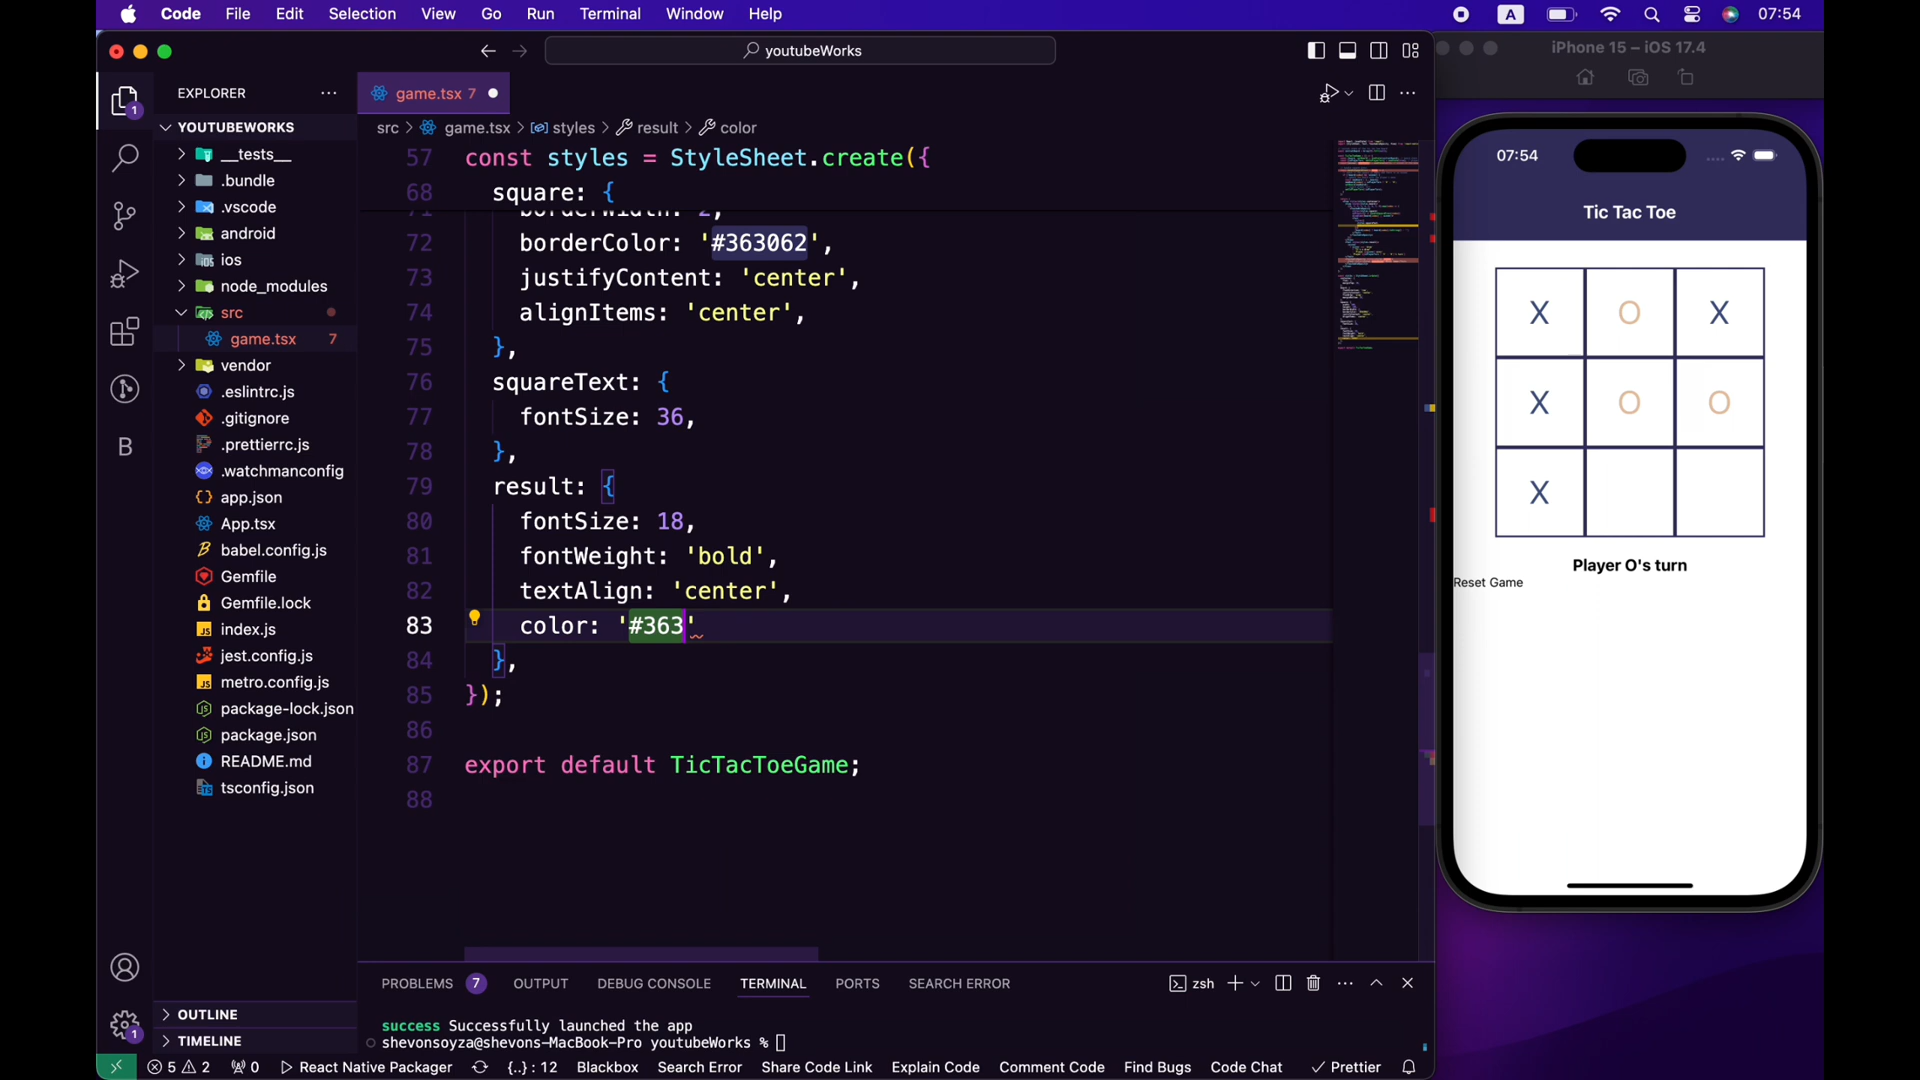 Code File Edit Selection View Go Run Terminal Window Help
A
07:54
youtubeWorks
iPhone 15 – iOS 17.4
EXPLORER
game.tsx 7
src > game.tsx > styles > result > color
1
YOUTUBEWORKS
__tests__
.bundle
.vscode
android
ios
node_modules
src
game.tsx 7
vendor
.eslintrc.js
.gitignore
.prettierrc.js
.watchmanconfig
app.json
App.tsx
babel.config.js
Gemfile
Gemfile.lock
index.js
jest.config.js
metro.config.js
package-lock.json
package.json
README.md
tsconfig.json
B
OUTLINE
TIMELINE
1
57 const styles = StyleSheet.create({
68 square: {
71 borderWidth: 2,
72 borderColor: '#363062',
73 justifyContent: 'center',
74 alignItems: 'center',
75 },
76 squareText: {
77 fontSize: 36,
78 },
79 result: {
80 fontSize: 18,
81 fontWeight: 'bold',
82 textAlign: 'center',
83 color: '#363'
84 },
85 });
86
87 export default TicTacToeGame;
88
07:54
Tic Tac Toe
X O X
X O O
X
Player O's turn
Reset Game
PROBLEMS 7 OUTPUT DEBUG CONSOLE TERMINAL PORTS SEARCH ERROR
zsh
success Successfully launched the app
shevonsoyza@shevons-MacBook-Pro youtubeWorks %
5 2 0 React Native Packager {..} : 12 Blackbox Search Error Share Code Link Explain Code Comment Code Find Bugs Code Chat Prettier